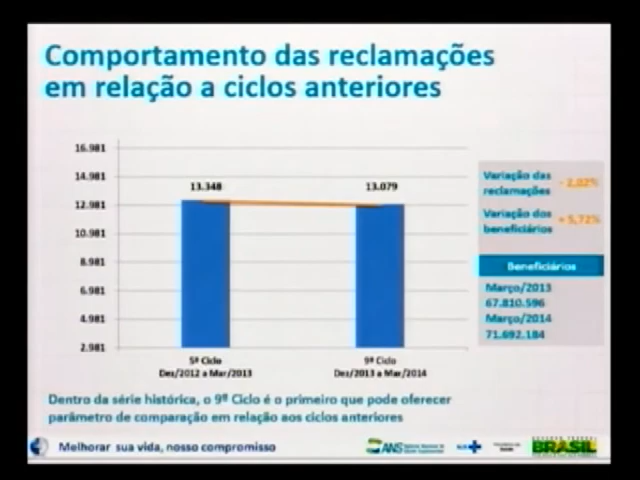 Comportamento das reclamações
em relação a ciclos anteriores
16.981
14.981
12.981
10.981
8.981
6.981
4.981
2.981
13.348
13.079
5º Ciclo
Dez/2012 a Mar/2013
9º Ciclo
Dez/2013 a Mar/2014
Variação das
reclamações
- 2,02%
Variação dos
beneficiários
+ 5,72%
Beneficiários
Março/2013
67.810.596
Março/2014
71.692.184
Dentro da série histórica, o 9º Ciclo é o primeiro que pode oferecer
parâmetro de comparação em relação aos ciclos anteriores
Melhorar sua vida, nosso compromisso
ANS
SUS
BRASIL